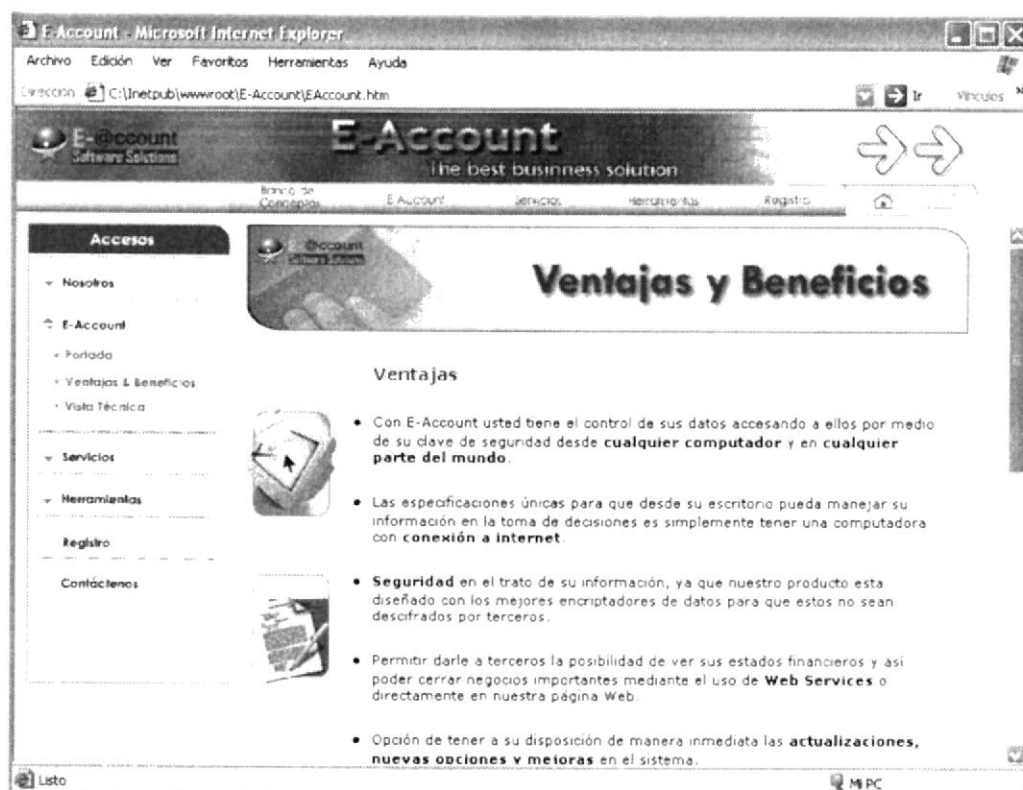 E-Account - Microsoft Internet Explorer
Archivo Edición Ver Favoritos Herramientas Ayuda
Dirección C:\Inetpub\wwwroot\E-Account\EAccount.htm Ir Vínculos »
E-@ccount
Software Solutions
E-Account
The best businness solution
Banco de
Conceptos E-Account Servicios Herramientas Registro
Accesos
Nosotros
E-Account
Portada
Ventajas & Beneficios
Vista Técnica
Servicios
Herramientas
Registro
Contáctenos
@ccount
Software Solutions
Ventajas y Beneficios
Ventajas
• Con E-Account usted tiene el control de sus datos accesando a ellos por medio
de su clave de seguridad desde cualquier computador y en cualquier
parte del mundo.
• Las especificaciones únicas para que desde su escritorio pueda manejar su
información en la toma de decisiones es simplemente tener una computadora
con conexión a internet.
• Seguridad en el trato de su información, ya que nuestro producto esta
diseñado con los mejores encriptadores de datos para que estos no sean
descifrados por terceros.
• Permitir darle a terceros la posibilidad de ver sus estados financieros y así
poder cerrar negocios importantes mediante el uso de Web Services o
directamente en nuestra página Web.
• Opción de tener a su disposición de manera inmediata las actualizaciones,
nuevas opciones y mejoras en el sistema.
Listo Mi PC